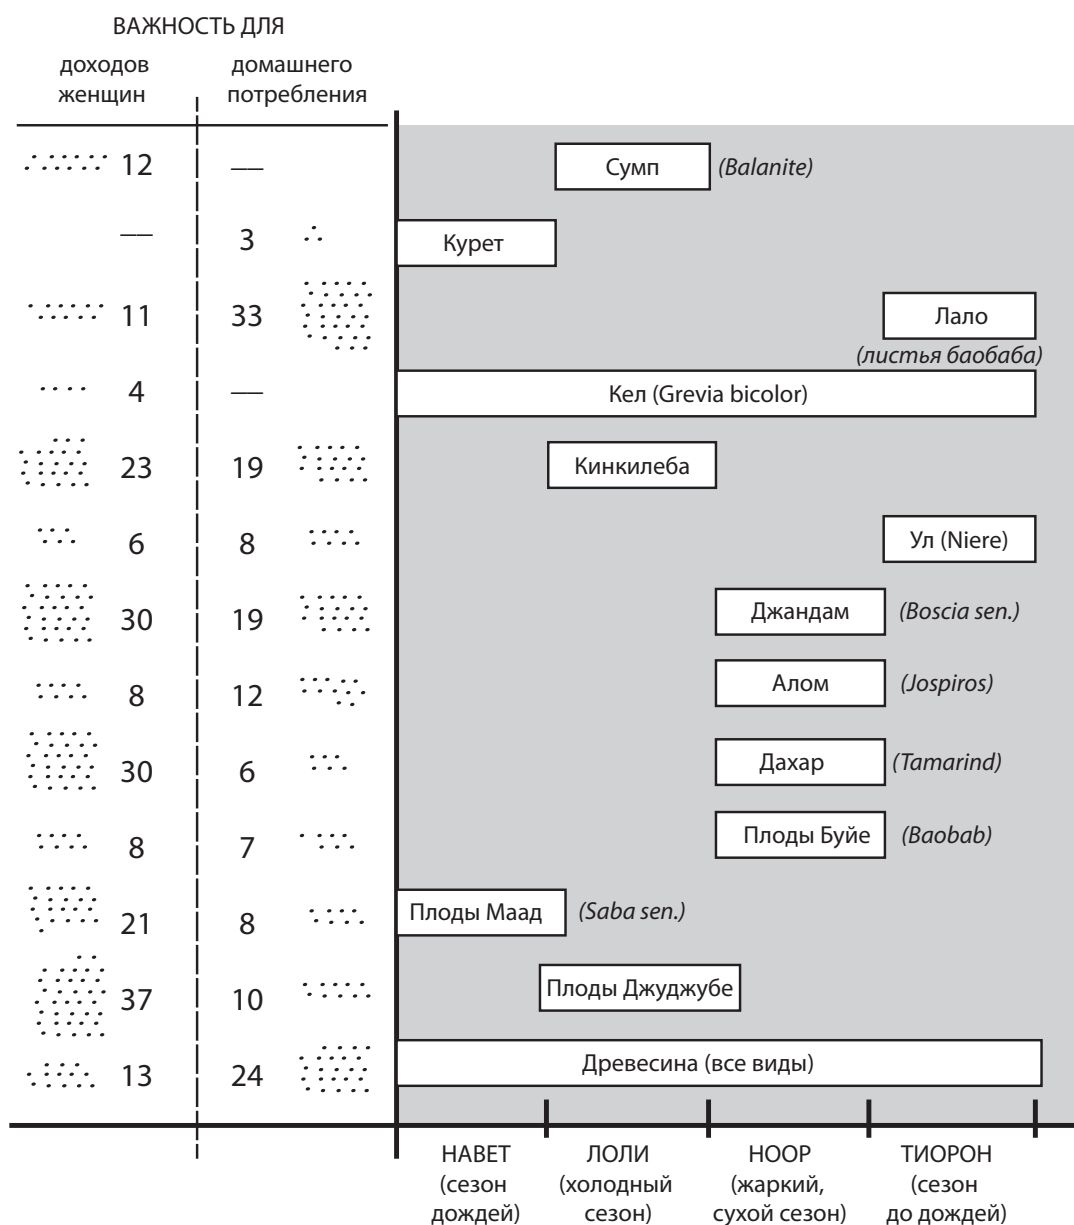 ВАЖНОСТЬ ДЛЯ
доходов женщин
домашнего потребления
12 — Сумп (Balanite)
— 3 Курет
11 33 Лало
(листья баобаба)
4 — Кел (Grevia bicolor)
23 19 Кинкилеба
6 8 Ул (Niere)
30 19 Джандам (Boscia sen.)
8 12 Алом (Jospiros)
30 6 Дахар (Tamarind)
8 7 Плоды Буйе (Baobab)
21 8 Плоды Маад (Saba sen.)
37 10 Плоды Джуджубе
13 24 Древесина (все виды)
НАВЕТ
(сезон
дождей)
ЛОЛИ
(холодный
сезон)
НООР
(жаркий,
сухой сезон)
ТИОРОН
(сезон
до дождей)